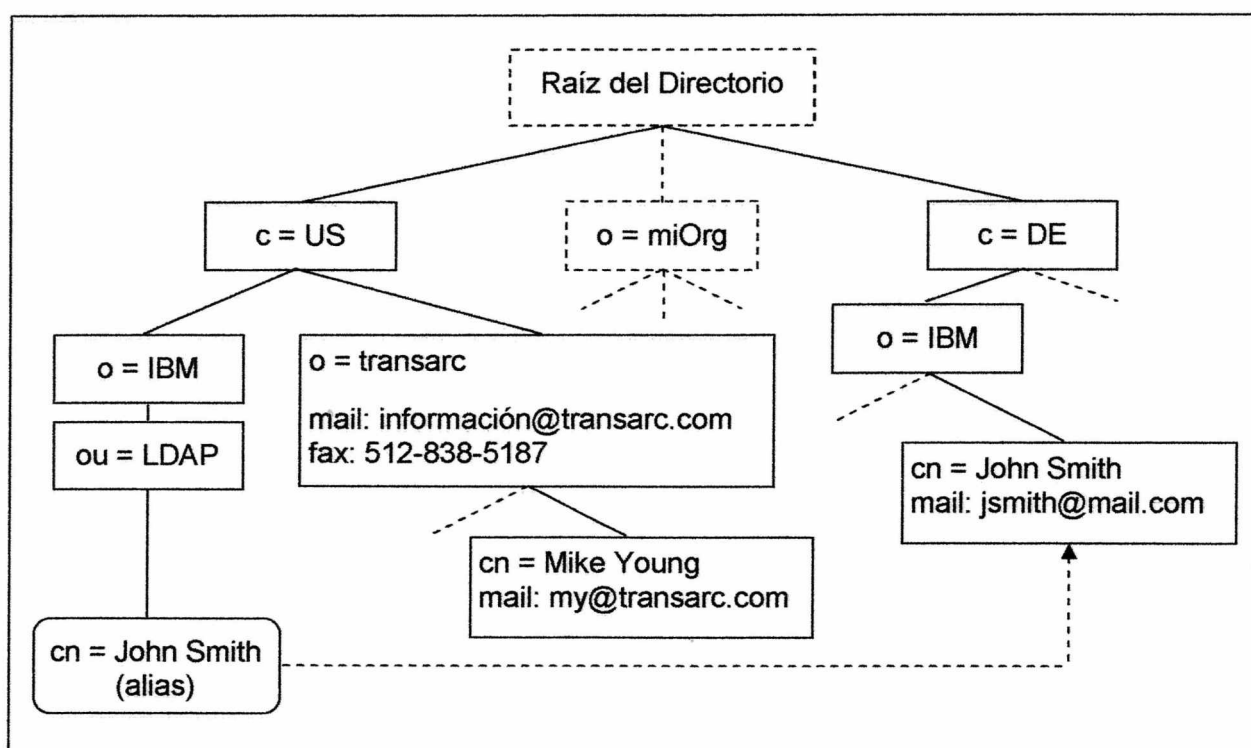 Raíz del Directorio
c = US
o = miOrg
c = DE
o = IBM
o = transarc
mail: información@transarc.com
fax: 512-838-5187
o = IBM
ou = LDAP
cn = John Smith
mail: jsmith@mail.com
cn = Mike Young
mail: my@transarc.com
cn = John Smith
(alias)